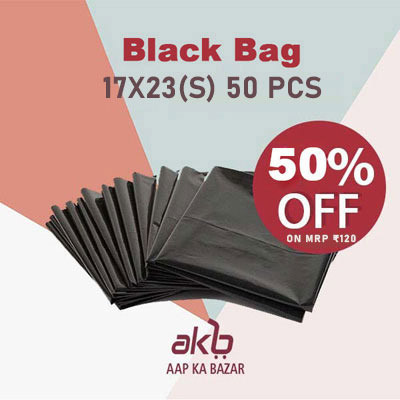 Black Bag
17X23(S) 50 PCS
50%
OFF
ON MRP ₹120
akb
AAP KA BAZAR